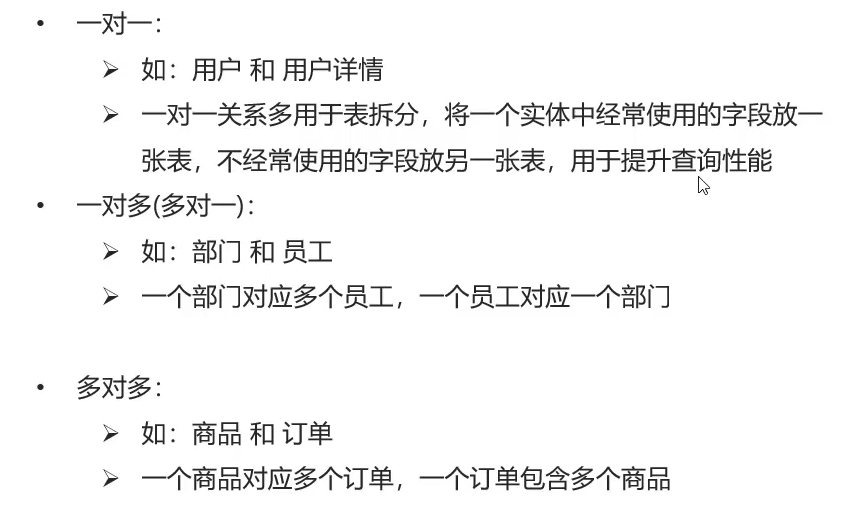 • 一对一：
➢ 如：用户 和 用户详情
➢ 一对一关系多用于表拆分，将一个实体中经常使用的字段放一
张表，不经常使用的字段放另一张表，用于提升查询性能
• 一对多(多对一)：
➢ 如：部门 和 员工
➢ 一个部门对应多个员工，一个员工对应一个部门
• 多对多：
➢ 如：商品 和 订单
➢ 一个商品对应多个订单，一个订单包含多个商品